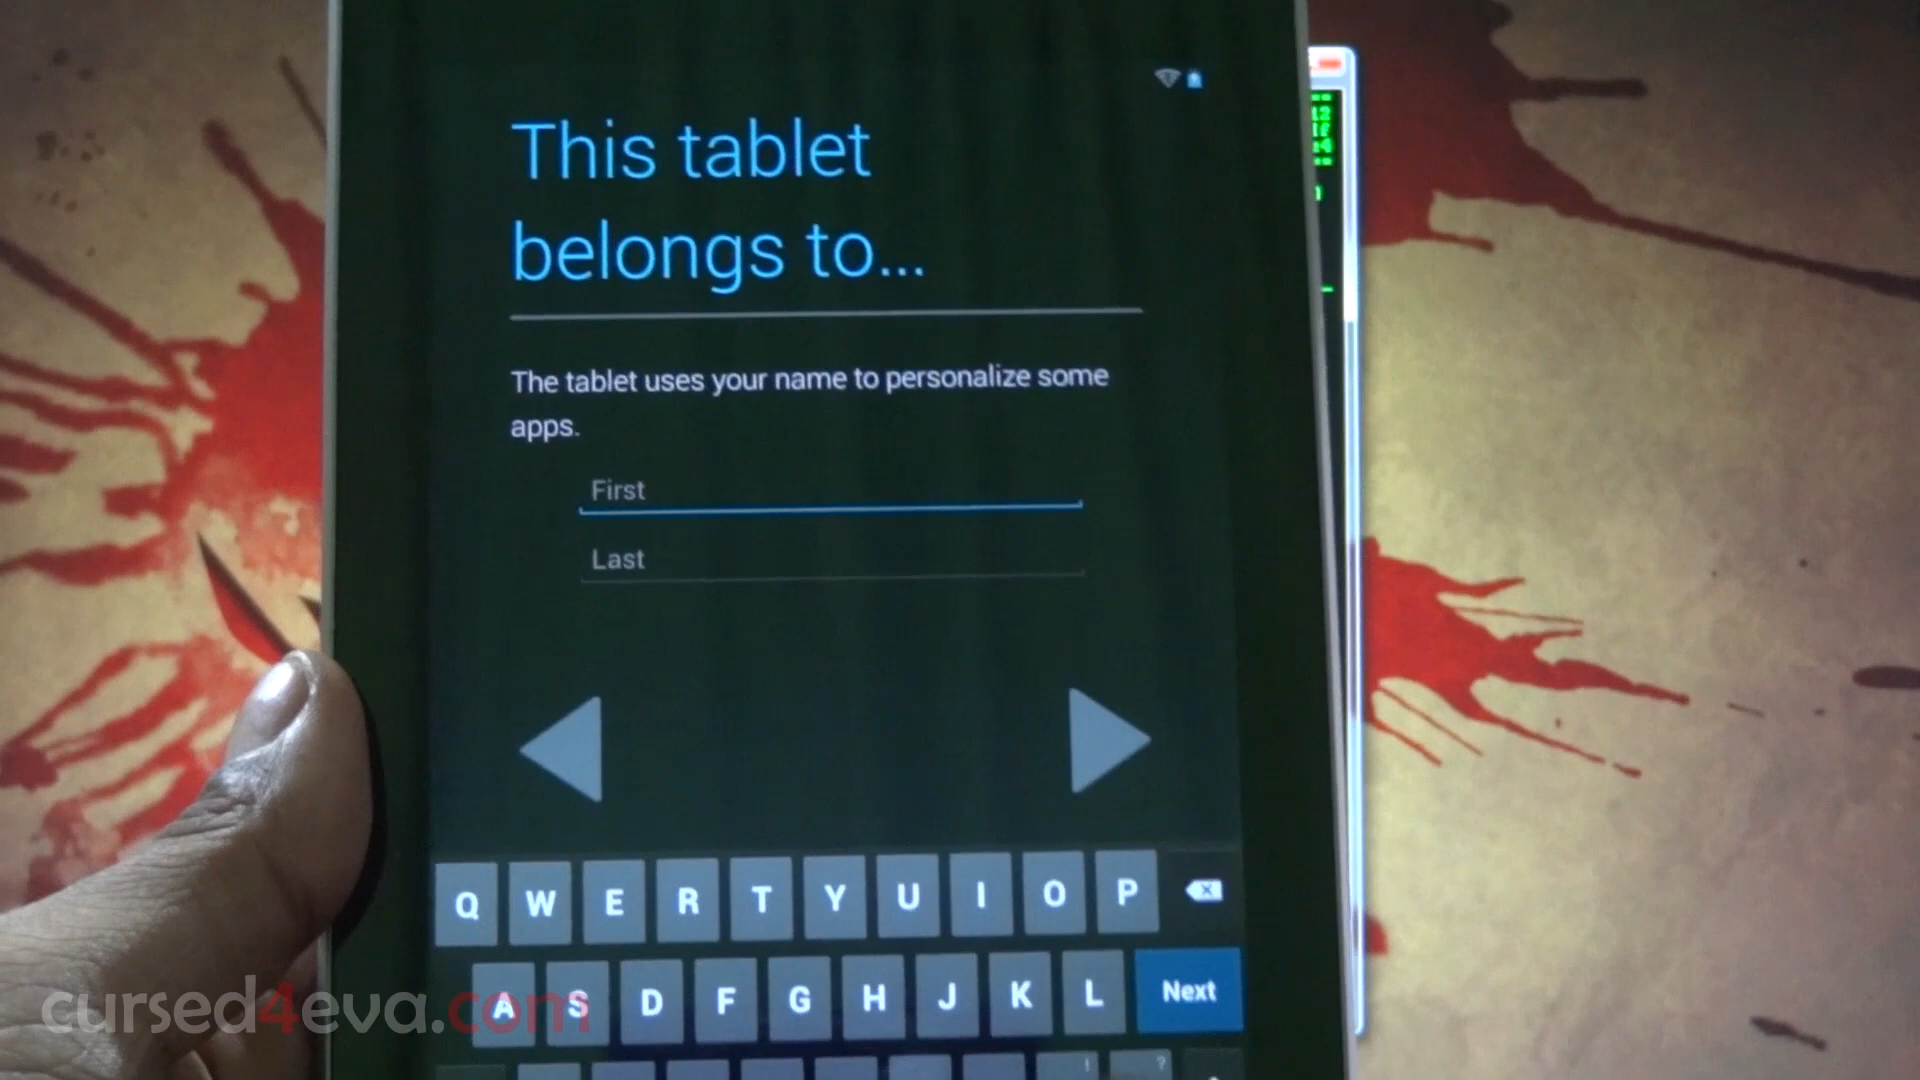 This tablet
belongs to...
The tablet uses your name to personalize some
apps.
First
Last
Q W E R T Y U I O P
A S D F G H J K L Next
! ?
cursed4eva.com